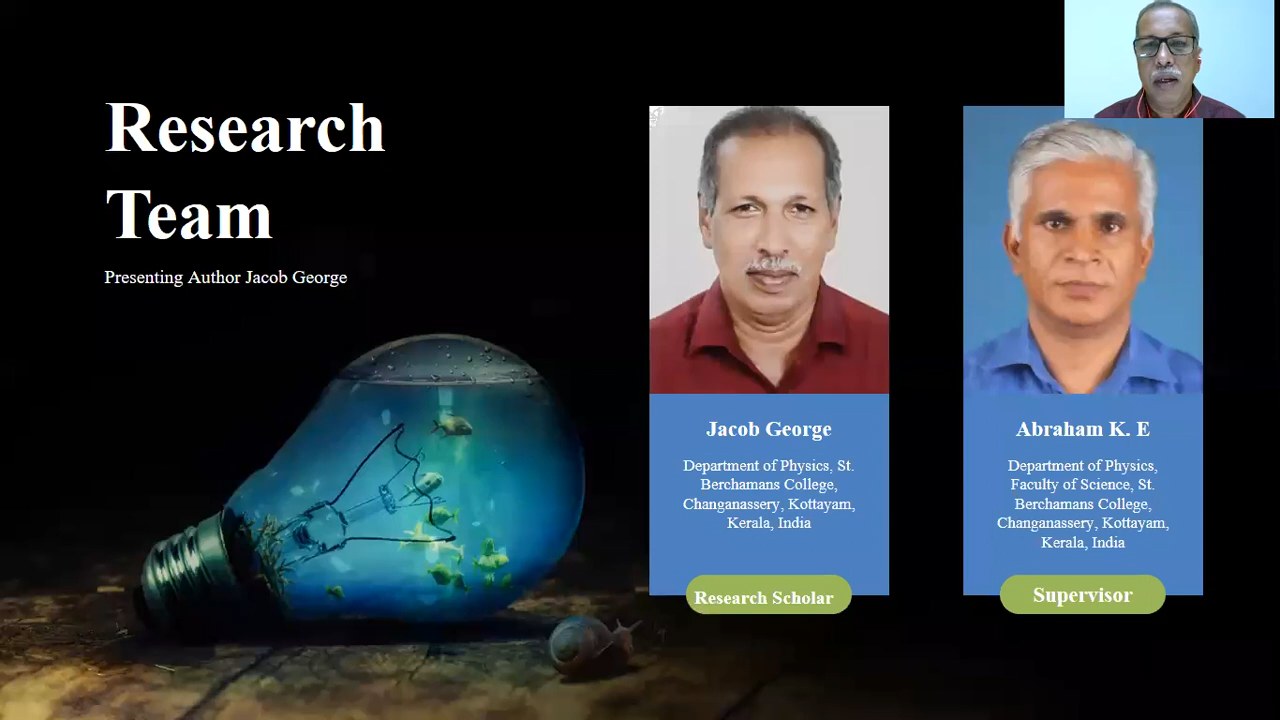 Research
Team
Presenting Author Jacob George
Jacob George
Department of Physics, St.
Berchamans College,
Changanassery, Kottayam,
Kerala, India
Research Scholar
Abraham K. E
Department of Physics,
Faculty of Science, St.
Berchamans College,
Changanassery, Kottayam,
Kerala, India
Supervisor